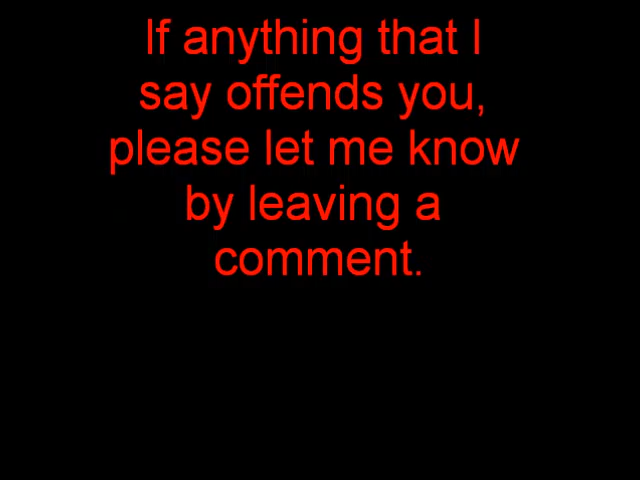 If anything that I
say offends you,
please let me know
by leaving a
comment.